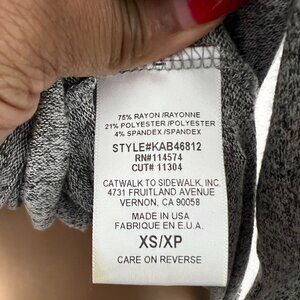 75% RAYON /RAYONNE
21% POLYESTER /POLYESTER
4% SPANDEX /SPANDEX
STYLE#KAB46812
RN#114574
CUT# 11304
CATWALK TO SIDEWALK, INC.
4731 FRUITLAND AVENUE
VERNON, CA 90058
MADE IN USA
FABRIQUE EN E.U.A.
XS/XP
CARE ON REVERSE